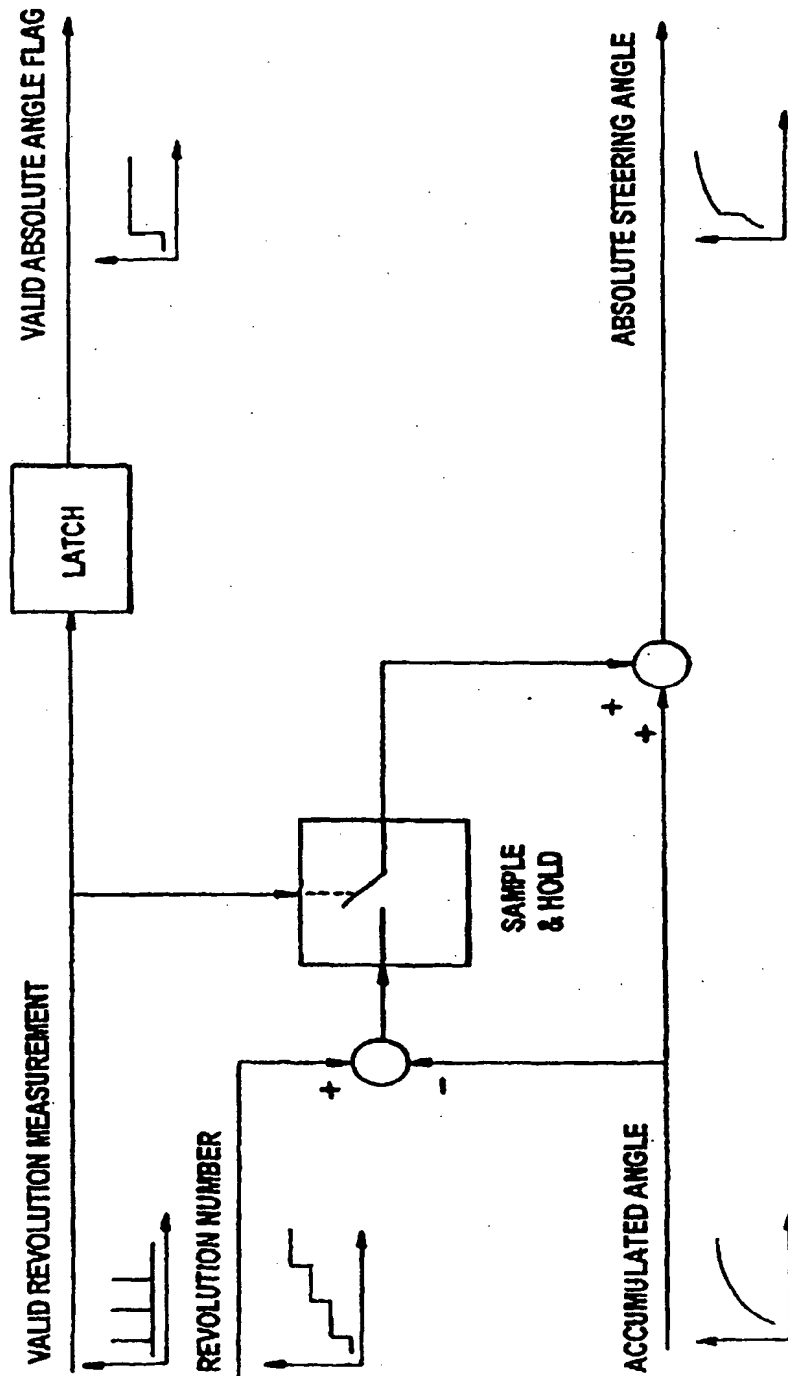 VALID REVOLUTION MEASUREMENT
LATCH
VALID ABSOLUTE ANGLE FLAG
REVOLUTION NUMBER
+
-
SAMPLE
& HOLD
+
+
ACCUMULATED ANGLE
ABSOLUTE STEERING ANGLE